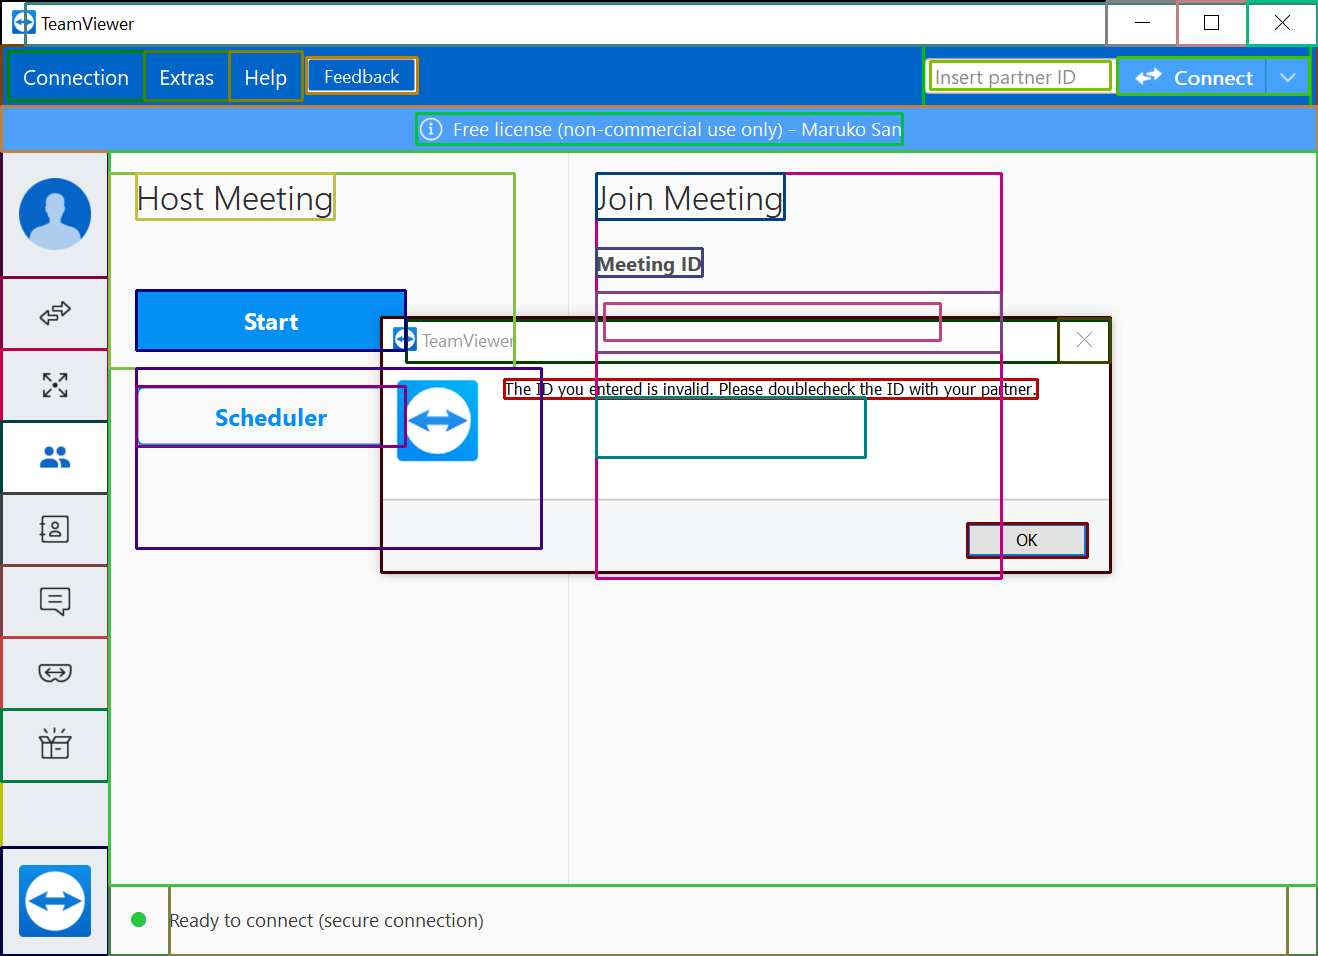 TeamViewer
Connection Extras Help Feedback
Insert partner ID Connect
Free license (non-commercial use only) - Maruko San
Host Meeting
Start
Scheduler
Join Meeting
Meeting ID
TeamViewer
The ID you entered is invalid. Please doublecheck the ID with your partner.
OK
Ready to connect (secure connection)